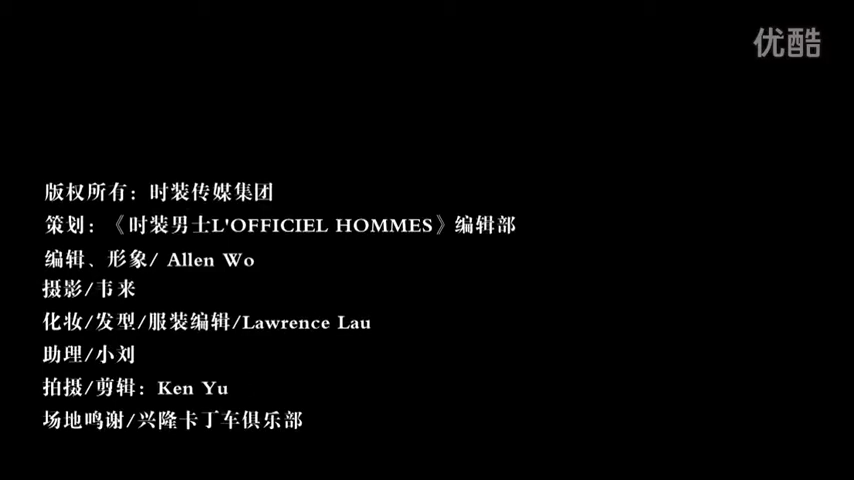 优酷
版权所有：时装传媒集团
策划：《时装男士L'OFFICIEL HOMMES》编辑部
编辑、形象/ Allen Wo
摄影/韦来
化妆/发型/服装编辑/Lawrence Lau
助理/小刘
拍摄/剪辑：Ken Yu
场地鸣谢/兴隆卡丁车俱乐部